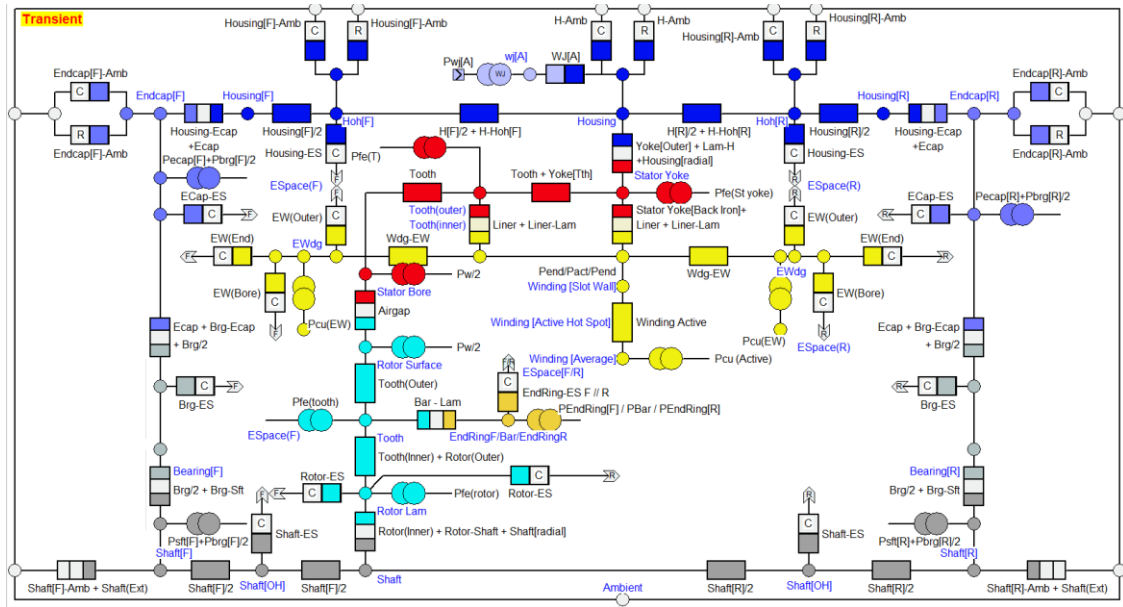 Transient
Housing[F]-Amb
C
R
H-Amb
C
R
H-Amb
Housing[R]-Amb
C
R
Pwj[A]
wj[A]
WJ
WJ[A]
Endcap[F]-Amb
C
R
Endcap[F]-Amb
Endcap[F]
Housing[F]
Housing-Ecap
+Ecap
Housing[F]/2
Hoh[F]
H[F]/2 + H-Hoh[F]
Housing
H[R]/2 + H-Hoh[R]
Hoh[R]
Housing[R]/2
Housing[R]
Housing-Ecap
+Ecap
Endcap[R]
Endcap[R]-Amb
C
R
Endcap[R]-Amb
Pecap[F]+Pbrg[F]/2
ECap-ES
C
F
Housing-ES
C
F
F
ESpace(F)
C
EW(Outer)
Pfe(T)
Tooth
Tooth + Yoke[Tth]
Yoke[Outer] + Lam-H
+Housing[radial]
Stator Yoke
Pfe(St yoke)
Housing-ES
C
R
R
ESpace(R)
C
EW(Outer)
ECap-ES
R
C
Pecap[R]+Pbrg[R]/2
Tooth(outer)
Tooth(inner)
Liner + Liner-Lam
Stator Yoke[Back Iron]+
Liner + Liner-Lam
EW(End)
F
C
EWdg
Wdg-EW
Wdg-EW
EWdg
EW(End)
C
R
EW(Bore)
C
F
Pcu(EW)
Pw/2
Stator Bore
Airgap
Pend/Pact/Pend
Winding [Slot Wall]
Winding [Active Hot Spot]
Winding Active
Winding [Average]
Pcu (Active)
Pcu(EW)
EW(Bore)
C
R
ESpace(R)
Ecap + Brg-Ecap
+ Brg/2
Ecap + Brg-Ecap
+ Brg/2
Pw/2
Rotor Surface
Tooth(Outer)
F/R
ESpace[F/R]
C
EndRing-ES F // R
Brg-ES
C
F
Brg-ES
R
C
Pfe(tooth)
ESpace(F)
Bar - Lam
PEndRing[F] / PBar / PEndRing[R]
EndRingF/Bar/EndRingR
Tooth
Tooth(Inner) + Rotor(Outer)
Bearing[F]
Brg/2 + Brg-Sft
Rotor-ES
F
C
C
R
Rotor-ES
Pfe(rotor)
Rotor Lam
Bearing[R]
Brg/2 + Brg-Sft
Psft[F]+Pbrg[F]/2
F
C
Shaft-ES
Rotor(Inner) + Rotor-Shaft + Shaft[radial]
R
C
Shaft-ES
Psft[R]+Pbrg[R]/2
Shaft[F]
Shaft[R]
Shaft[F]-Amb + Shaft(Ext)
Shaft[F]/2
Shaft[OH]
Shaft[F]/2
Shaft
Ambient
Shaft[R]/2
Shaft[OH]
Shaft[R]/2
Shaft[R]-Amb + Shaft(Ext)